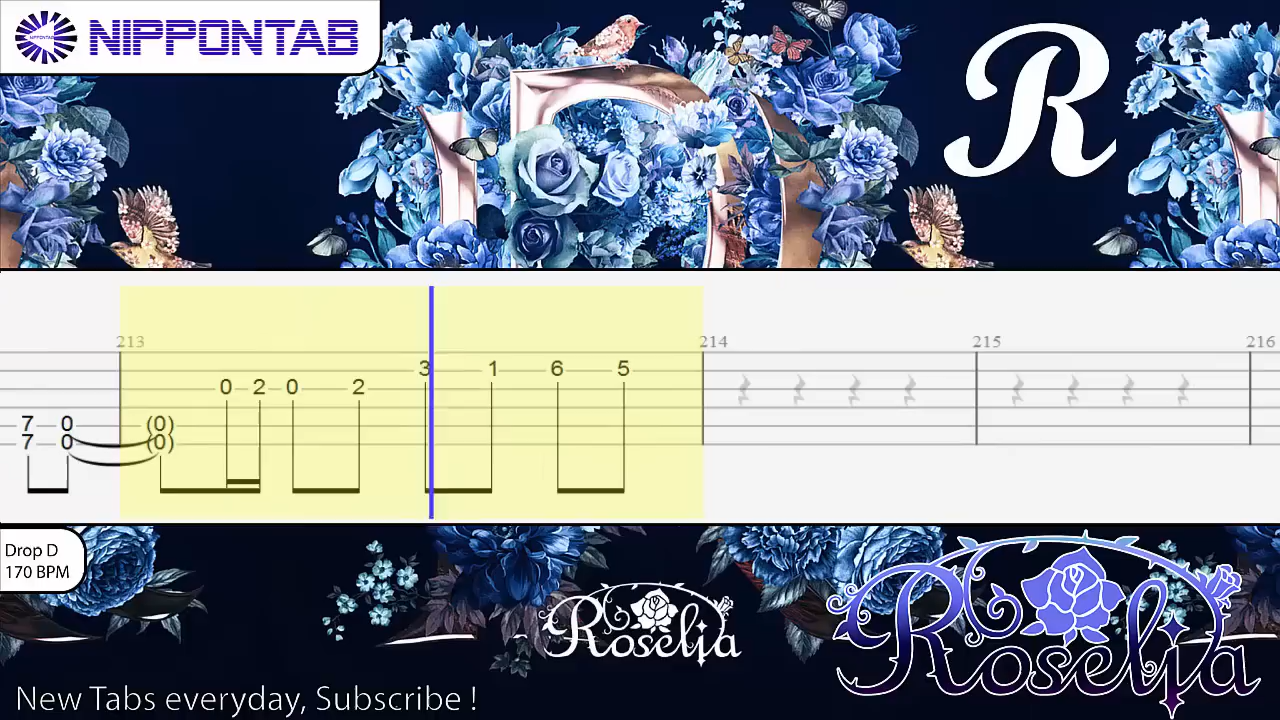 NIPPONTAB
NIPPONTAB
R
213 214 215 216
3 1 6 5
0 2 0 2
7 0 (0)
7 0 (0)
Drop D
170 BPM
Roselia
Roselia
New Tabs everyday, Subscribe !